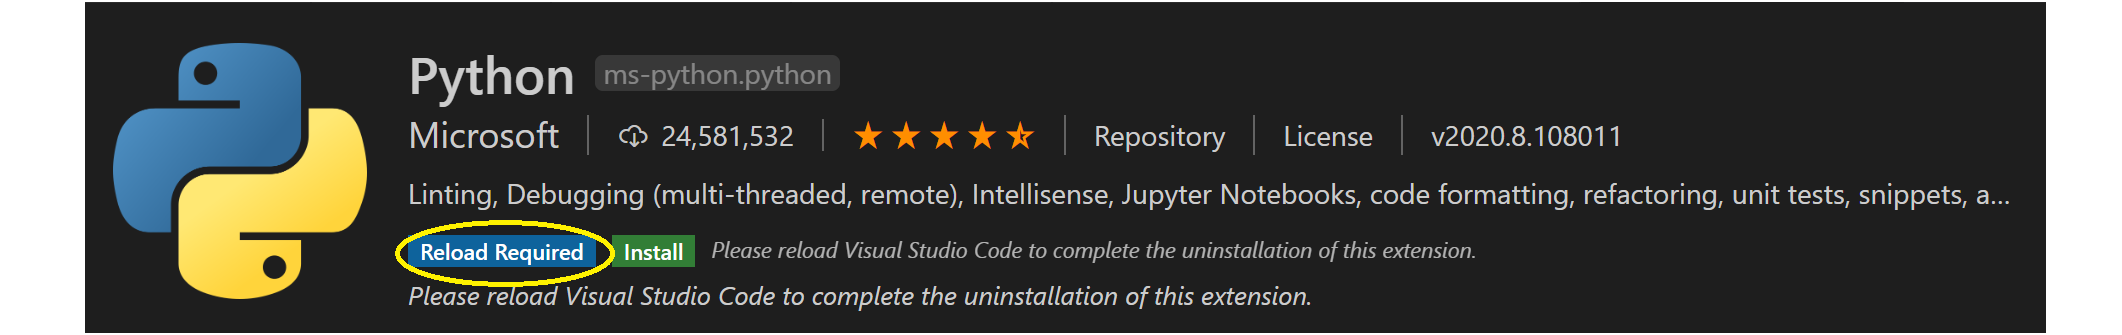 Python ms-python.python
Microsoft 24,581,532 Repository License v2020.8.108011
Linting, Debugging (multi-threaded, remote), Intellisense, Jupyter Notebooks, code formatting, refactoring, unit tests, snippets, a...
Reload Required Install Please reload Visual Studio Code to complete the uninstallation of this extension.
Please reload Visual Studio Code to complete the uninstallation of this extension.